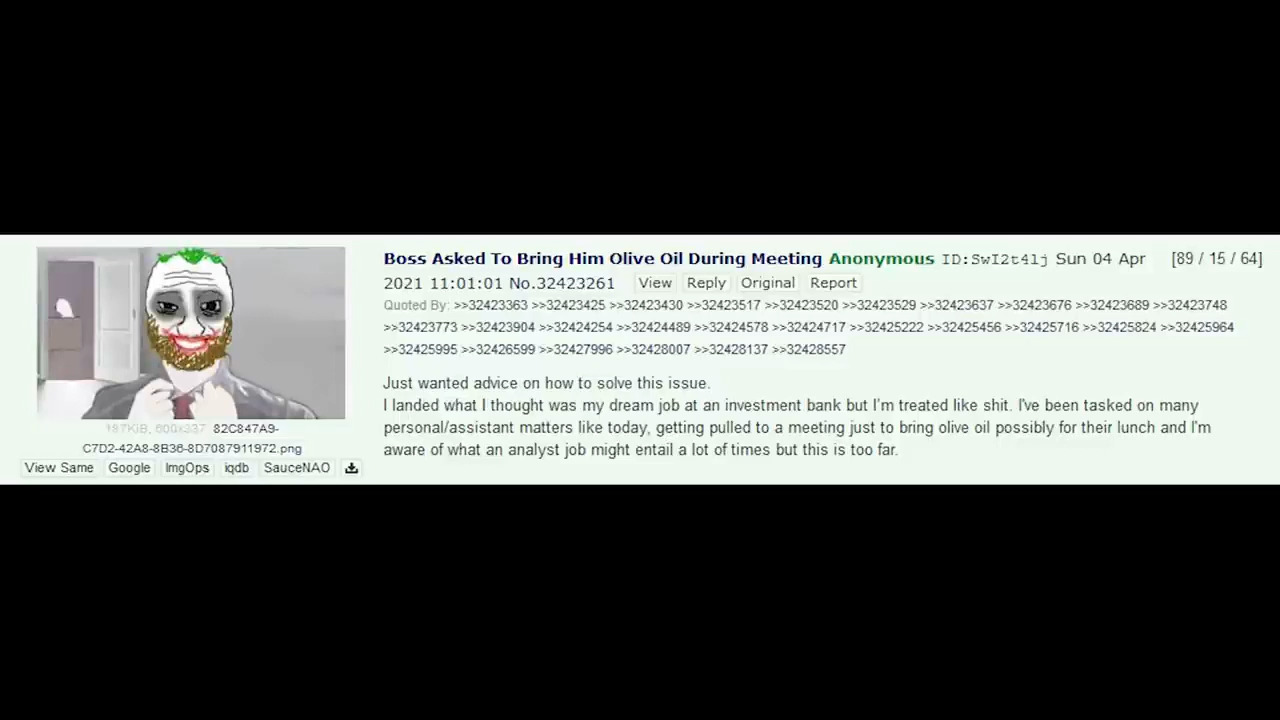 Boss Asked To Bring Him Olive Oil During Meeting Anonymous ID:SwI2t4lj Sun 04 Apr [89 / 15 / 64]
2021 11:01:01 No.32423261 View Reply Original Report
Quoted By: >>32423363 >>32423425 >>32423430 >>32423517 >>32423520 >>32423529 >>32423637 >>32423676 >>32423689 >>32423748
>>32423773 >>32423904 >>32424254 >>32424489 >>32424578 >>32424717 >>32425222 >>32425456 >>32425716 >>32425824 >>32425964
>>32425995 >>32426599 >>32427996 >>32428007 >>32428137 >>32428557
Just wanted advice on how to solve this issue.
I landed what I thought was my dream job at an investment bank but I'm treated like shit. I've been tasked on many
personal/assistant matters like today, getting pulled to a meeting just to bring olive oil possibly for their lunch and I'm
aware of what an analyst job might entail a lot of times but this is too far.
197KiB, 600x337 82C847A9-
C7D2-42A8-8B36-8D7087911972.png
View Same Google ImgOps iqdb SauceNAO